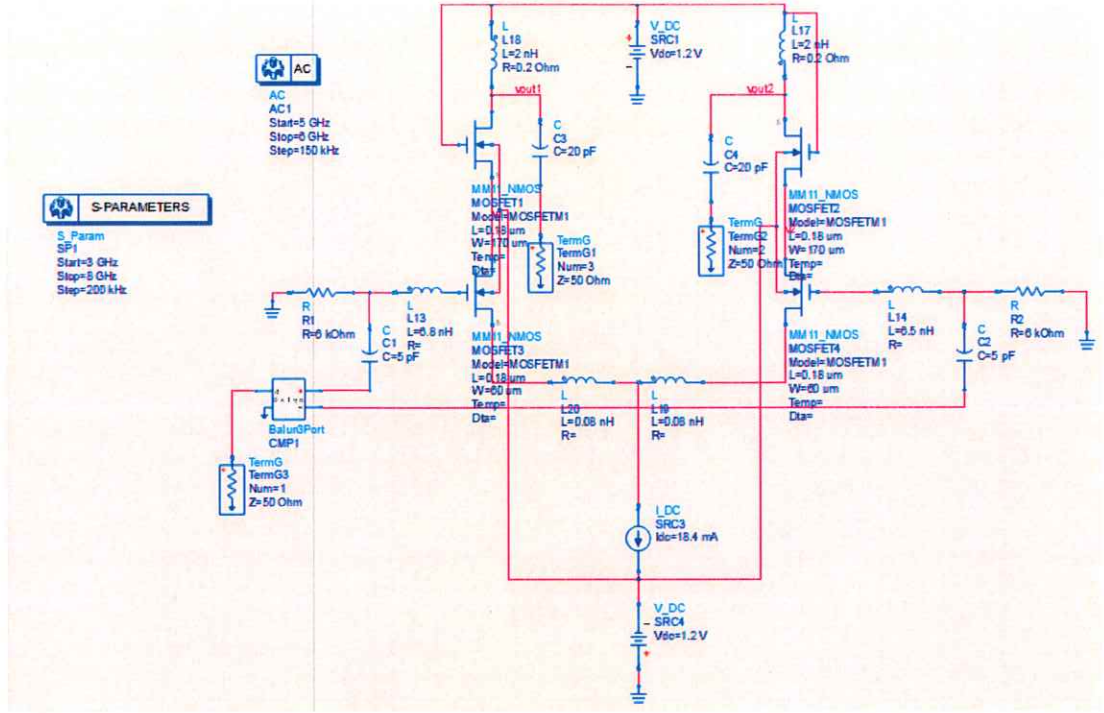 L
L18
L=2 nH
R=0.2 Ohm
V_DC
SRC1
Vdc=1.2 V
L
L17
L=2 nH
R=0.2 Ohm
AC
AC
AC1
Start=5 GHz
Stop=6 GHz
Step=150 kHz
vout1
vout2
C
C3
C=20 pF
C
C4
C=20 pF
S-PARAMETERS
S_Param
SP1
Start=3 GHz
Stop=8 GHz
Step=200 kHz
MM11_NMOS
MOSFET1
Model=MOSFETM1
L=0.18 um
W=170 um
Temp=
Dta=
TermG
TermG1
Num=3
Z=50 Ohm
TermG
TermG2
Num=2
Z=50 Ohm
MM11_NMOS
MOSFET2
Model=MOSFETM1
L=0.18 um
W=170 um
Temp=
Dta=
R
R1
R=6 kOhm
L
L13
L=6.8 nH
R=
C
C1
C=5 pF
MM11_NMOS
MOSFET3
Model=MOSFETM1
L=0.18 um
W=60 um
Temp=
Dta=
MM11_NMOS
MOSFET4
Model=MOSFETM1
L=0.18 um
W=60 um
Temp=
Dta=
L
L14
L=6.5 nH
R=
C
C2
C=5 pF
R
R2
R=6 kOhm
L
L20
L=0.08 nH
R=
L
L19
L=0.08 nH
R=
Balun3Port
CMP1
TermG
TermG3
Num=1
Z=50 Ohm
I_DC
SRC3
Idc=18.4 mA
V_DC
SRC4
Vdc=1.2 V